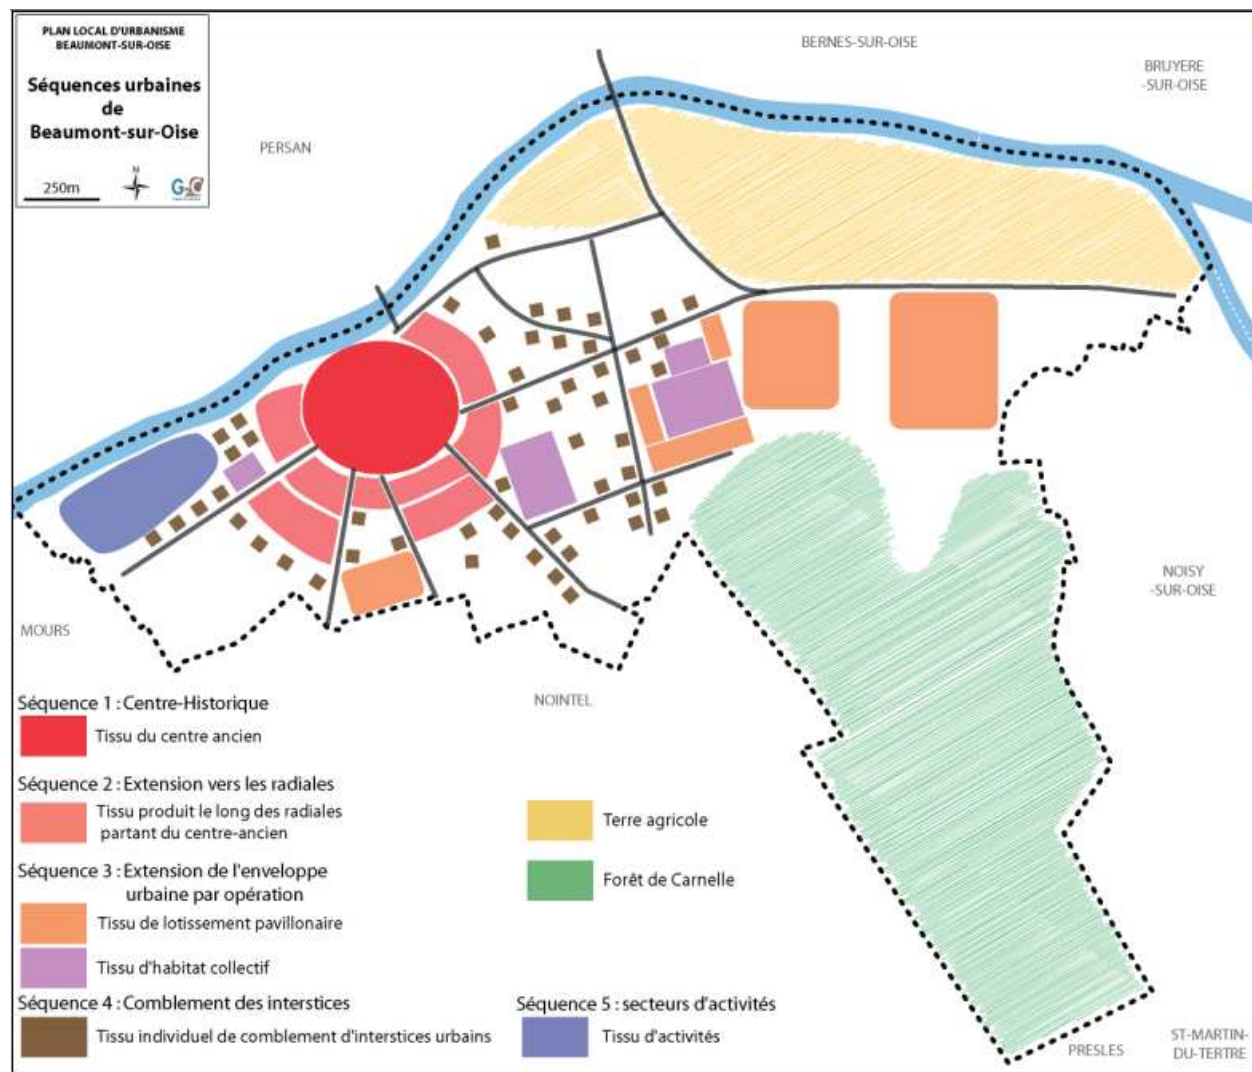 PLAN LOCAL D'URBANISME
BEAUMONT-SUR-OISE
Séquences urbaines
de
Beaumont-sur-Oise
250m
N
G2C
BERNES-SUR-OISE
BRUYERE
-SUR-OISE
PERSAN
NOISY
-SUR-OISE
MOURS
NOINTEL
Séquence 1 : Centre-Historique
Tissu du centre ancien
Séquence 2 : Extension vers les radiales
Tissu produit le long des radiales
partant du centre-ancien
Séquence 3 : Extension de l'enveloppe
urbaine par opération
Tissu de lotissement pavillonaire
Tissu d'habitat collectif
Séquence 4 : Comblement des interstices
Tissu individuel de comblement d'interstices urbains
Terre agricole
Forêt de Carnelle
Séquence 5 : secteurs d'activités
Tissu d'activités
PRESLES
ST-MARTIN-
DU-TERTRE